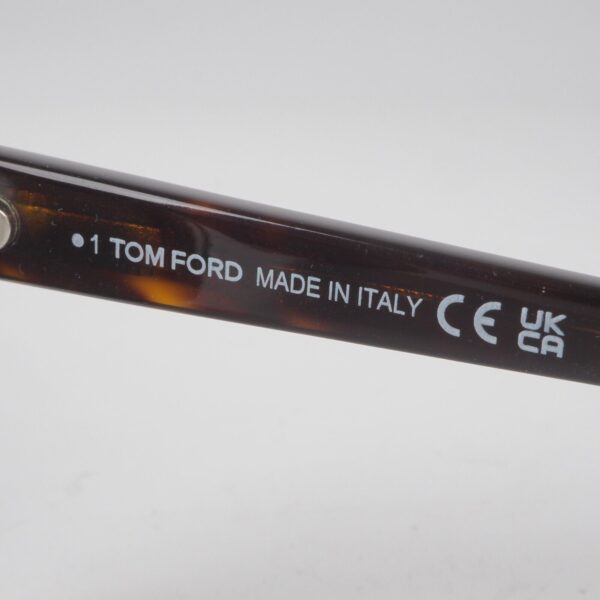 •1 TOM FORD MADE IN ITALY CE UK
CA